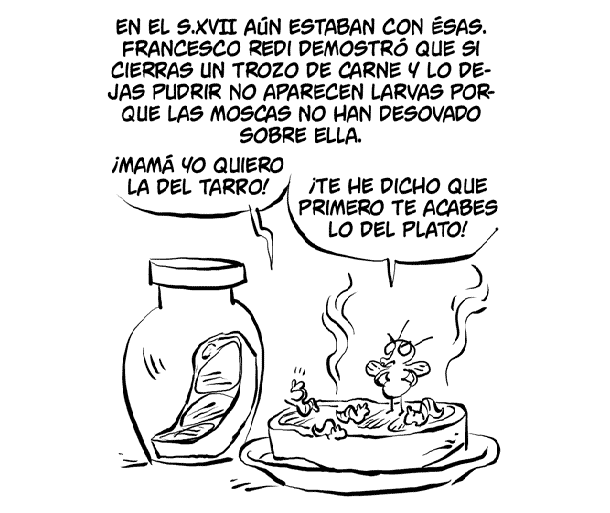 EN EL S.XVII AÚN ESTABAN CON ÉSAS.
FRANCESCO REDI DEMOSTRÓ QUE SI
CIERRAS UN TROZO DE CARNE Y LO DE-
JAS PUDRIR NO APARECEN LARVAS POR-
QUE LAS MOSCAS NO HAN DESOVADO
SOBRE ELLA.
¡MAMÁ YO QUIERO
LA DEL TARRO!
¡TE HE DICHO QUE
PRIMERO TE ACABES
LO DEL PLATO!